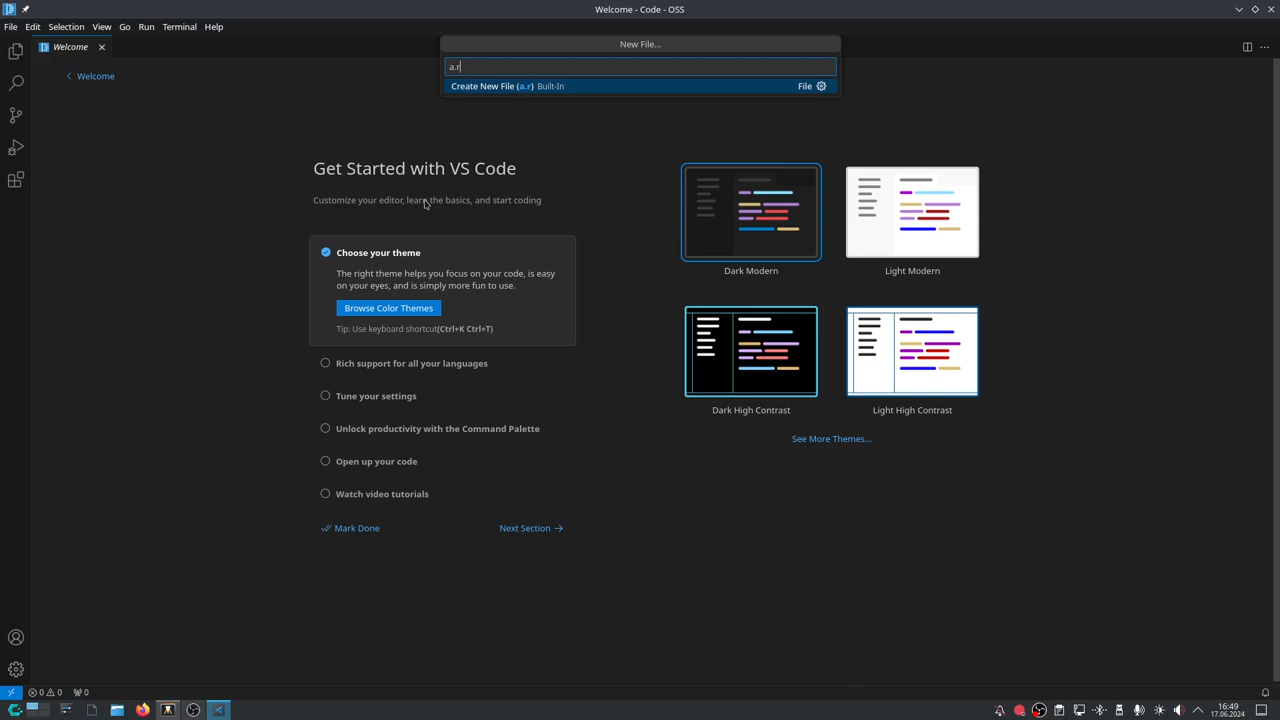 Welcome - Code - OSS
File Edit Selection View Go Run Terminal Help
Welcome
New File...
a.r
Create New File (a.r) Built-In File
Welcome
Get Started with VS Code
Customize your editor, learn the basics, and start coding
Choose your theme
The right theme helps you focus on your code, is easy
on your eyes, and is simply more fun to use.
Browse Color Themes
Tip: Use keyboard shortcut(Ctrl+K Ctrl+T)
Rich support for all your languages
Tune your settings
Unlock productivity with the Command Palette
Open up your code
Watch video tutorials
Mark Done
Next Section
Dark Modern
Light Modern
Dark High Contrast
Light High Contrast
See More Themes...
0 0 0
16:49
17.06.2024